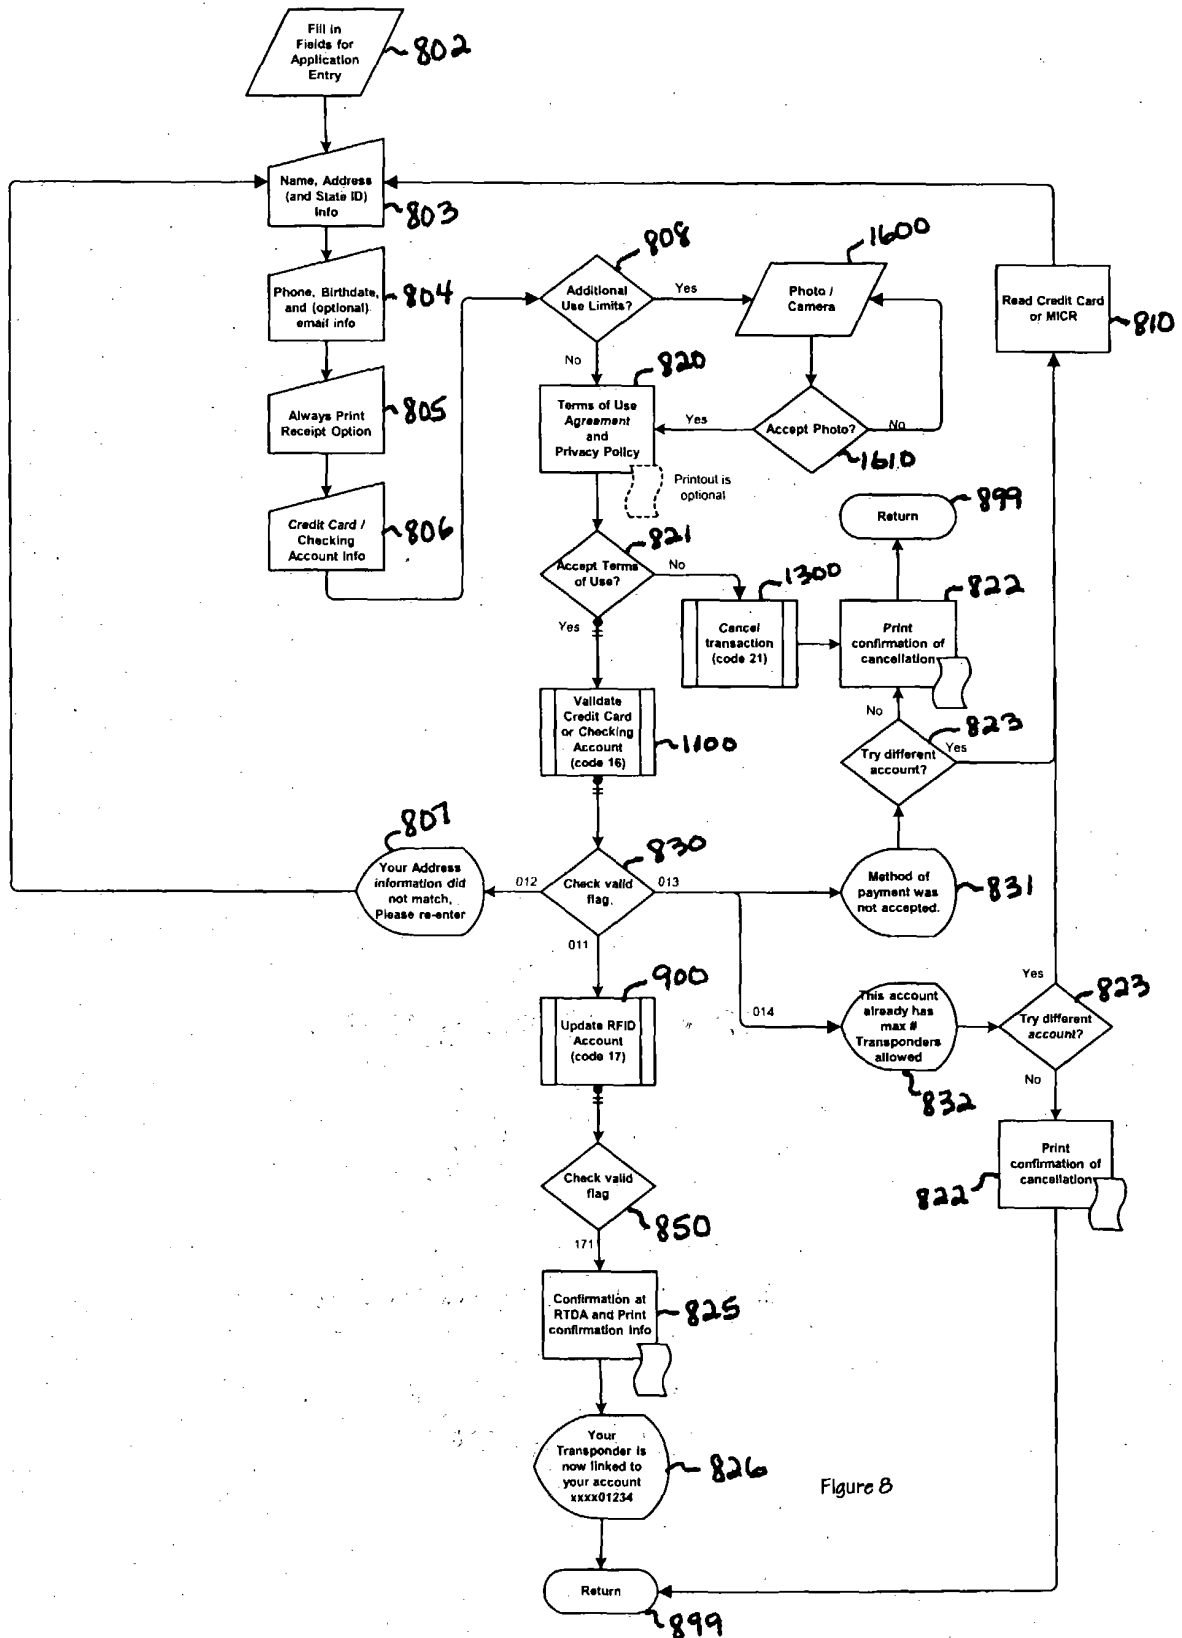 Fill in
Fields for
Application
Entry
802
Name, Address
(and State ID)
Info
803
Phone, Birthdate,
and (optional)
email info
804
Always Print
Receipt Option
805
Credit Card /
Checking
Account Info
806
Additional
Use Limits?
808
Yes
No
Photo /
Camera
1600
Read Credit Card
or MICR
810
Terms of Use
Agreement
and
Privacy Policy
820
Yes
Accept Photo?
No
1610
Printout is
optional
Return
899
Accept Terms
of Use?
821
No
Yes
Cancel
transaction
(code 21)
1300
Print
confirmation of
cancellation
822
No
Validate
Credit Card
or Checking
Account
(code 16)
1100
Try different
account?
823
Yes
807
Your Address
information did
not match,
Please re-enter
012
Check valid
flag.
830
013
011
Method of
payment was
not accepted.
831
900
Update RFID
Account
(code 17)
014
This account
already has
max #
Transponders
allowed
832
Yes
Try different
account?
823
No
Print
confirmation of
cancellation
822
Check valid
flag
850
171
Confirmation at
RTDA and Print
confirmation Info
825
Your
Transponder is
now linked to
your account
xxxx01234
826
Figure 8
Return
899